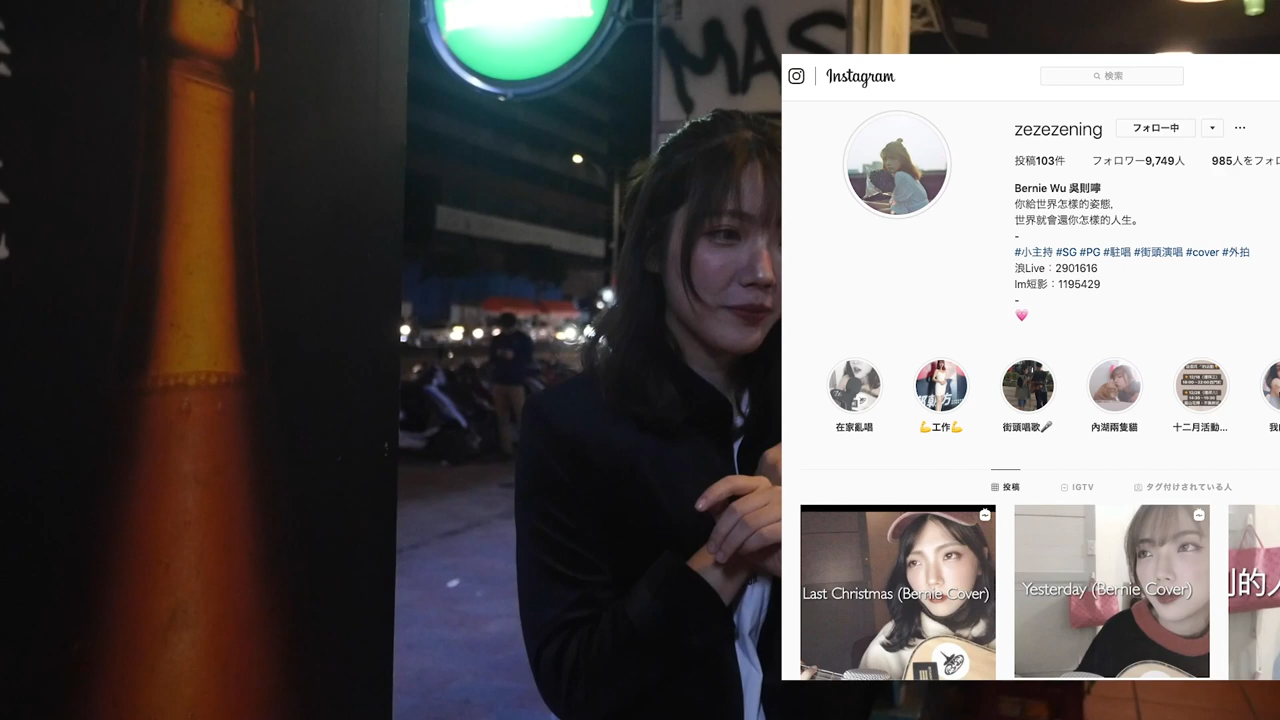 MAS
Instagram
検索
zezezening
フォロー中
投稿103件 フォロワー9,749人 985人をフォロ
Bernie Wu 吳則嚀
你給世界怎樣的姿態,
世界就會還你怎樣的人生。
-
#小主持 #SG #PG #駐唱 #街頭演唱 #cover #外拍
浪Live：2901616
lm短影：1195429
-
在家亂唱 💪工作💪 街頭唱歌🎤 內湖兩隻貓 十二月活動... 我
投稿 IGTV タグ付けされている人
Last Christmas (Bernie Cover)
Yesterday (Bernie Cover)
的人